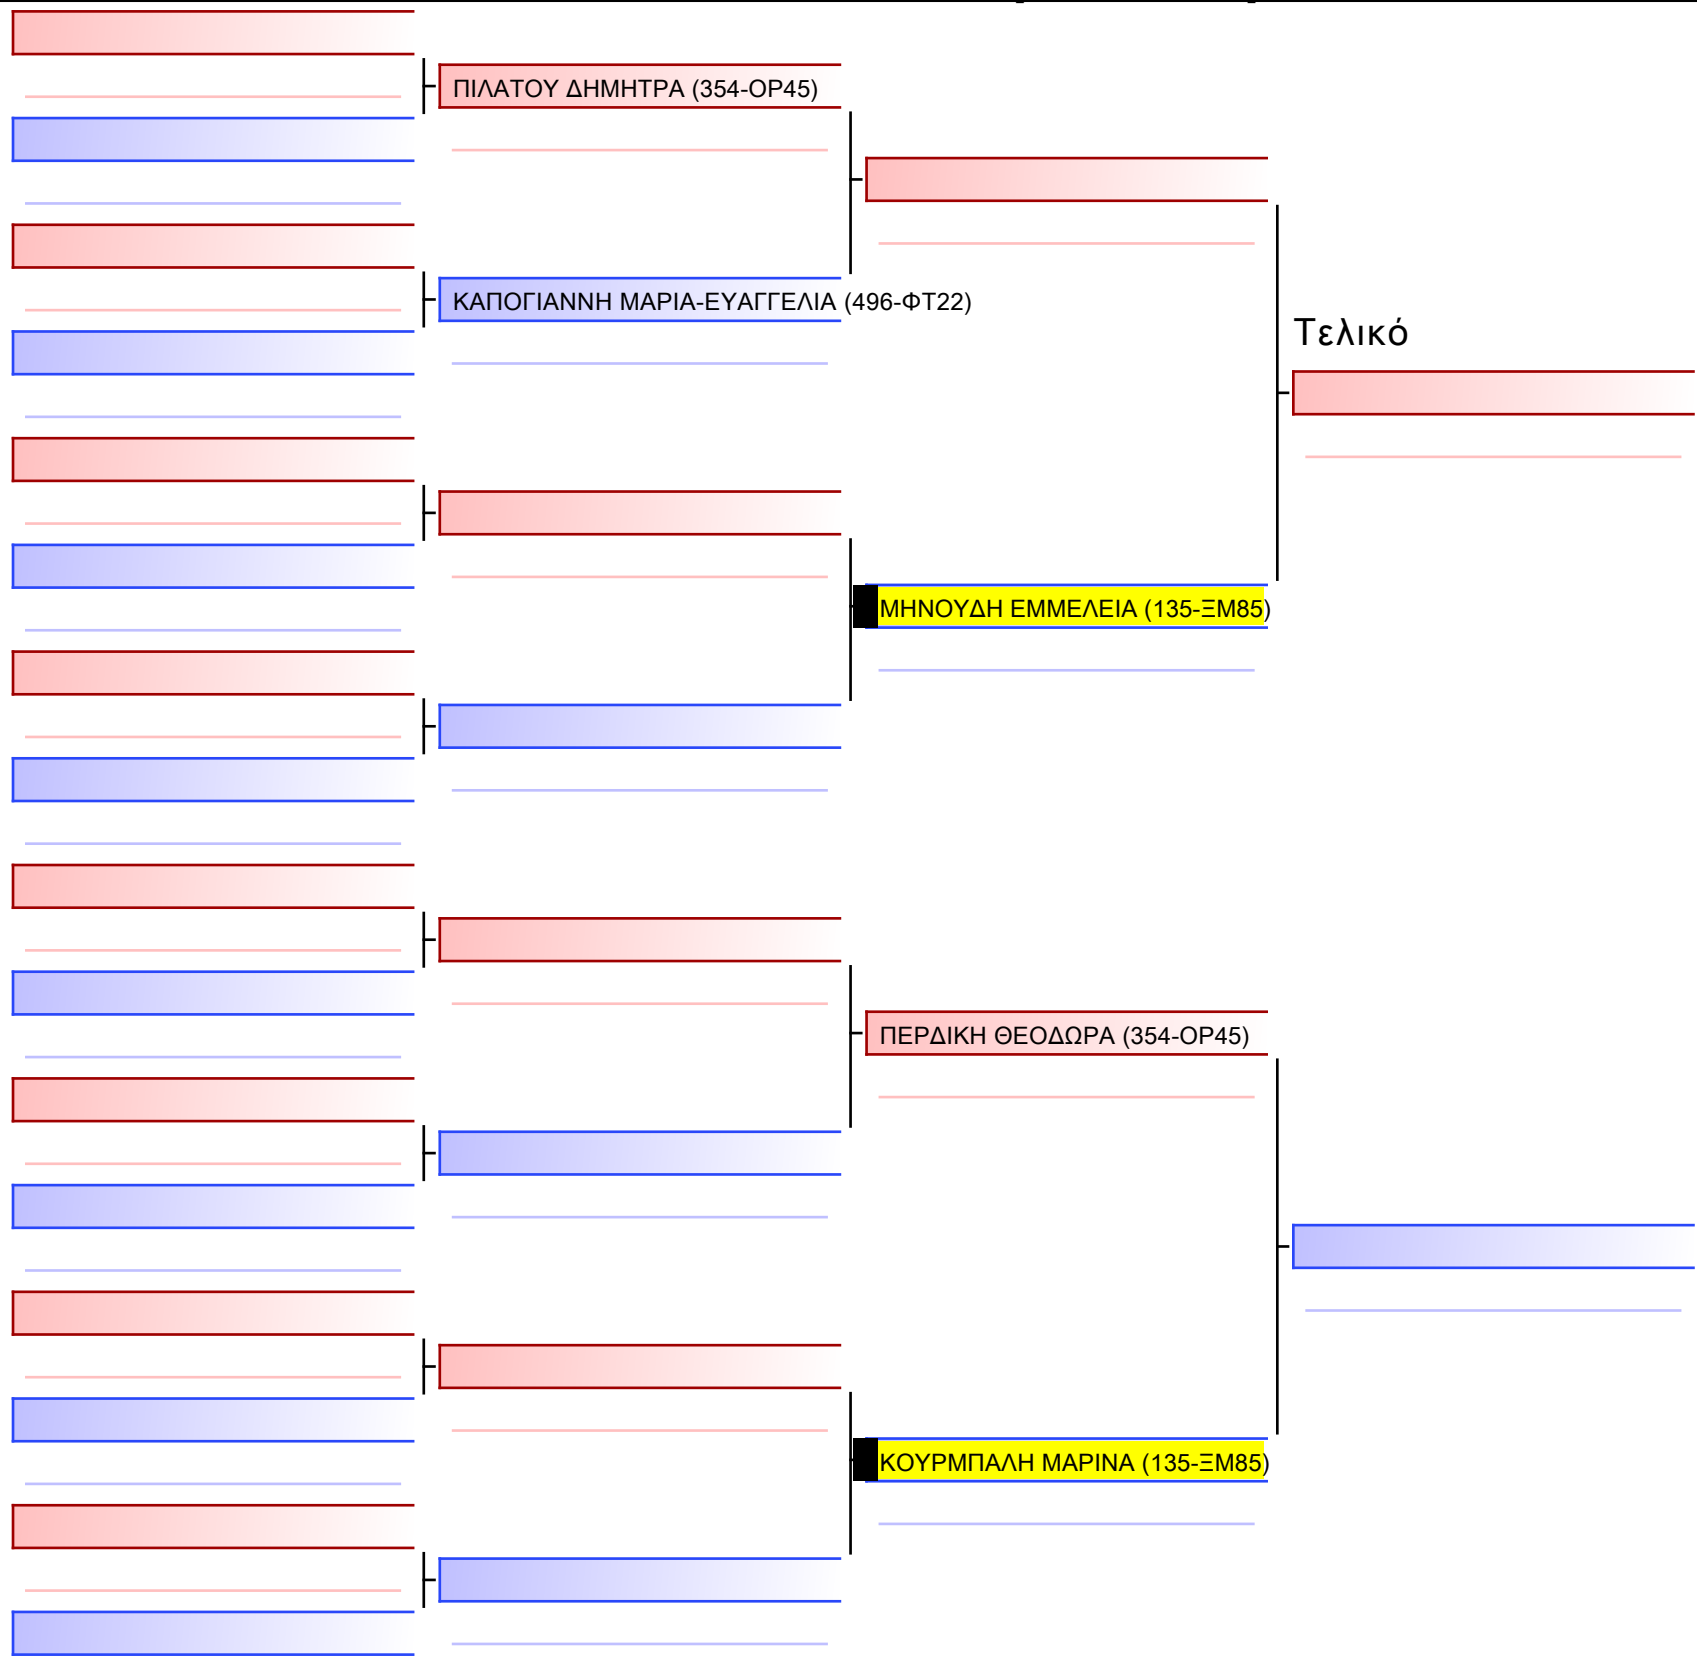 ΠΙΛΑΤΟΥ ΔΗΜΗΤΡΑ (354-ΟΡ45)
ΚΑΠΟΓΙΑΝΝΗ ΜΑΡΙΑ-ΕΥΑΓΓΕΛΙΑ (496-ΦΤ22)
Τελικό
ΜΗΝΟΥΔΗ ΕΜΜΕΛΕΙΑ (135-ΞΜ85)
ΠΕΡΔΙΚΗ ΘΕΟΔΩΡΑ (354-ΟΡ45)
ΚΟΥΡΜΠΑΛΗ ΜΑΡΙΝΑ (135-ΞΜ85)